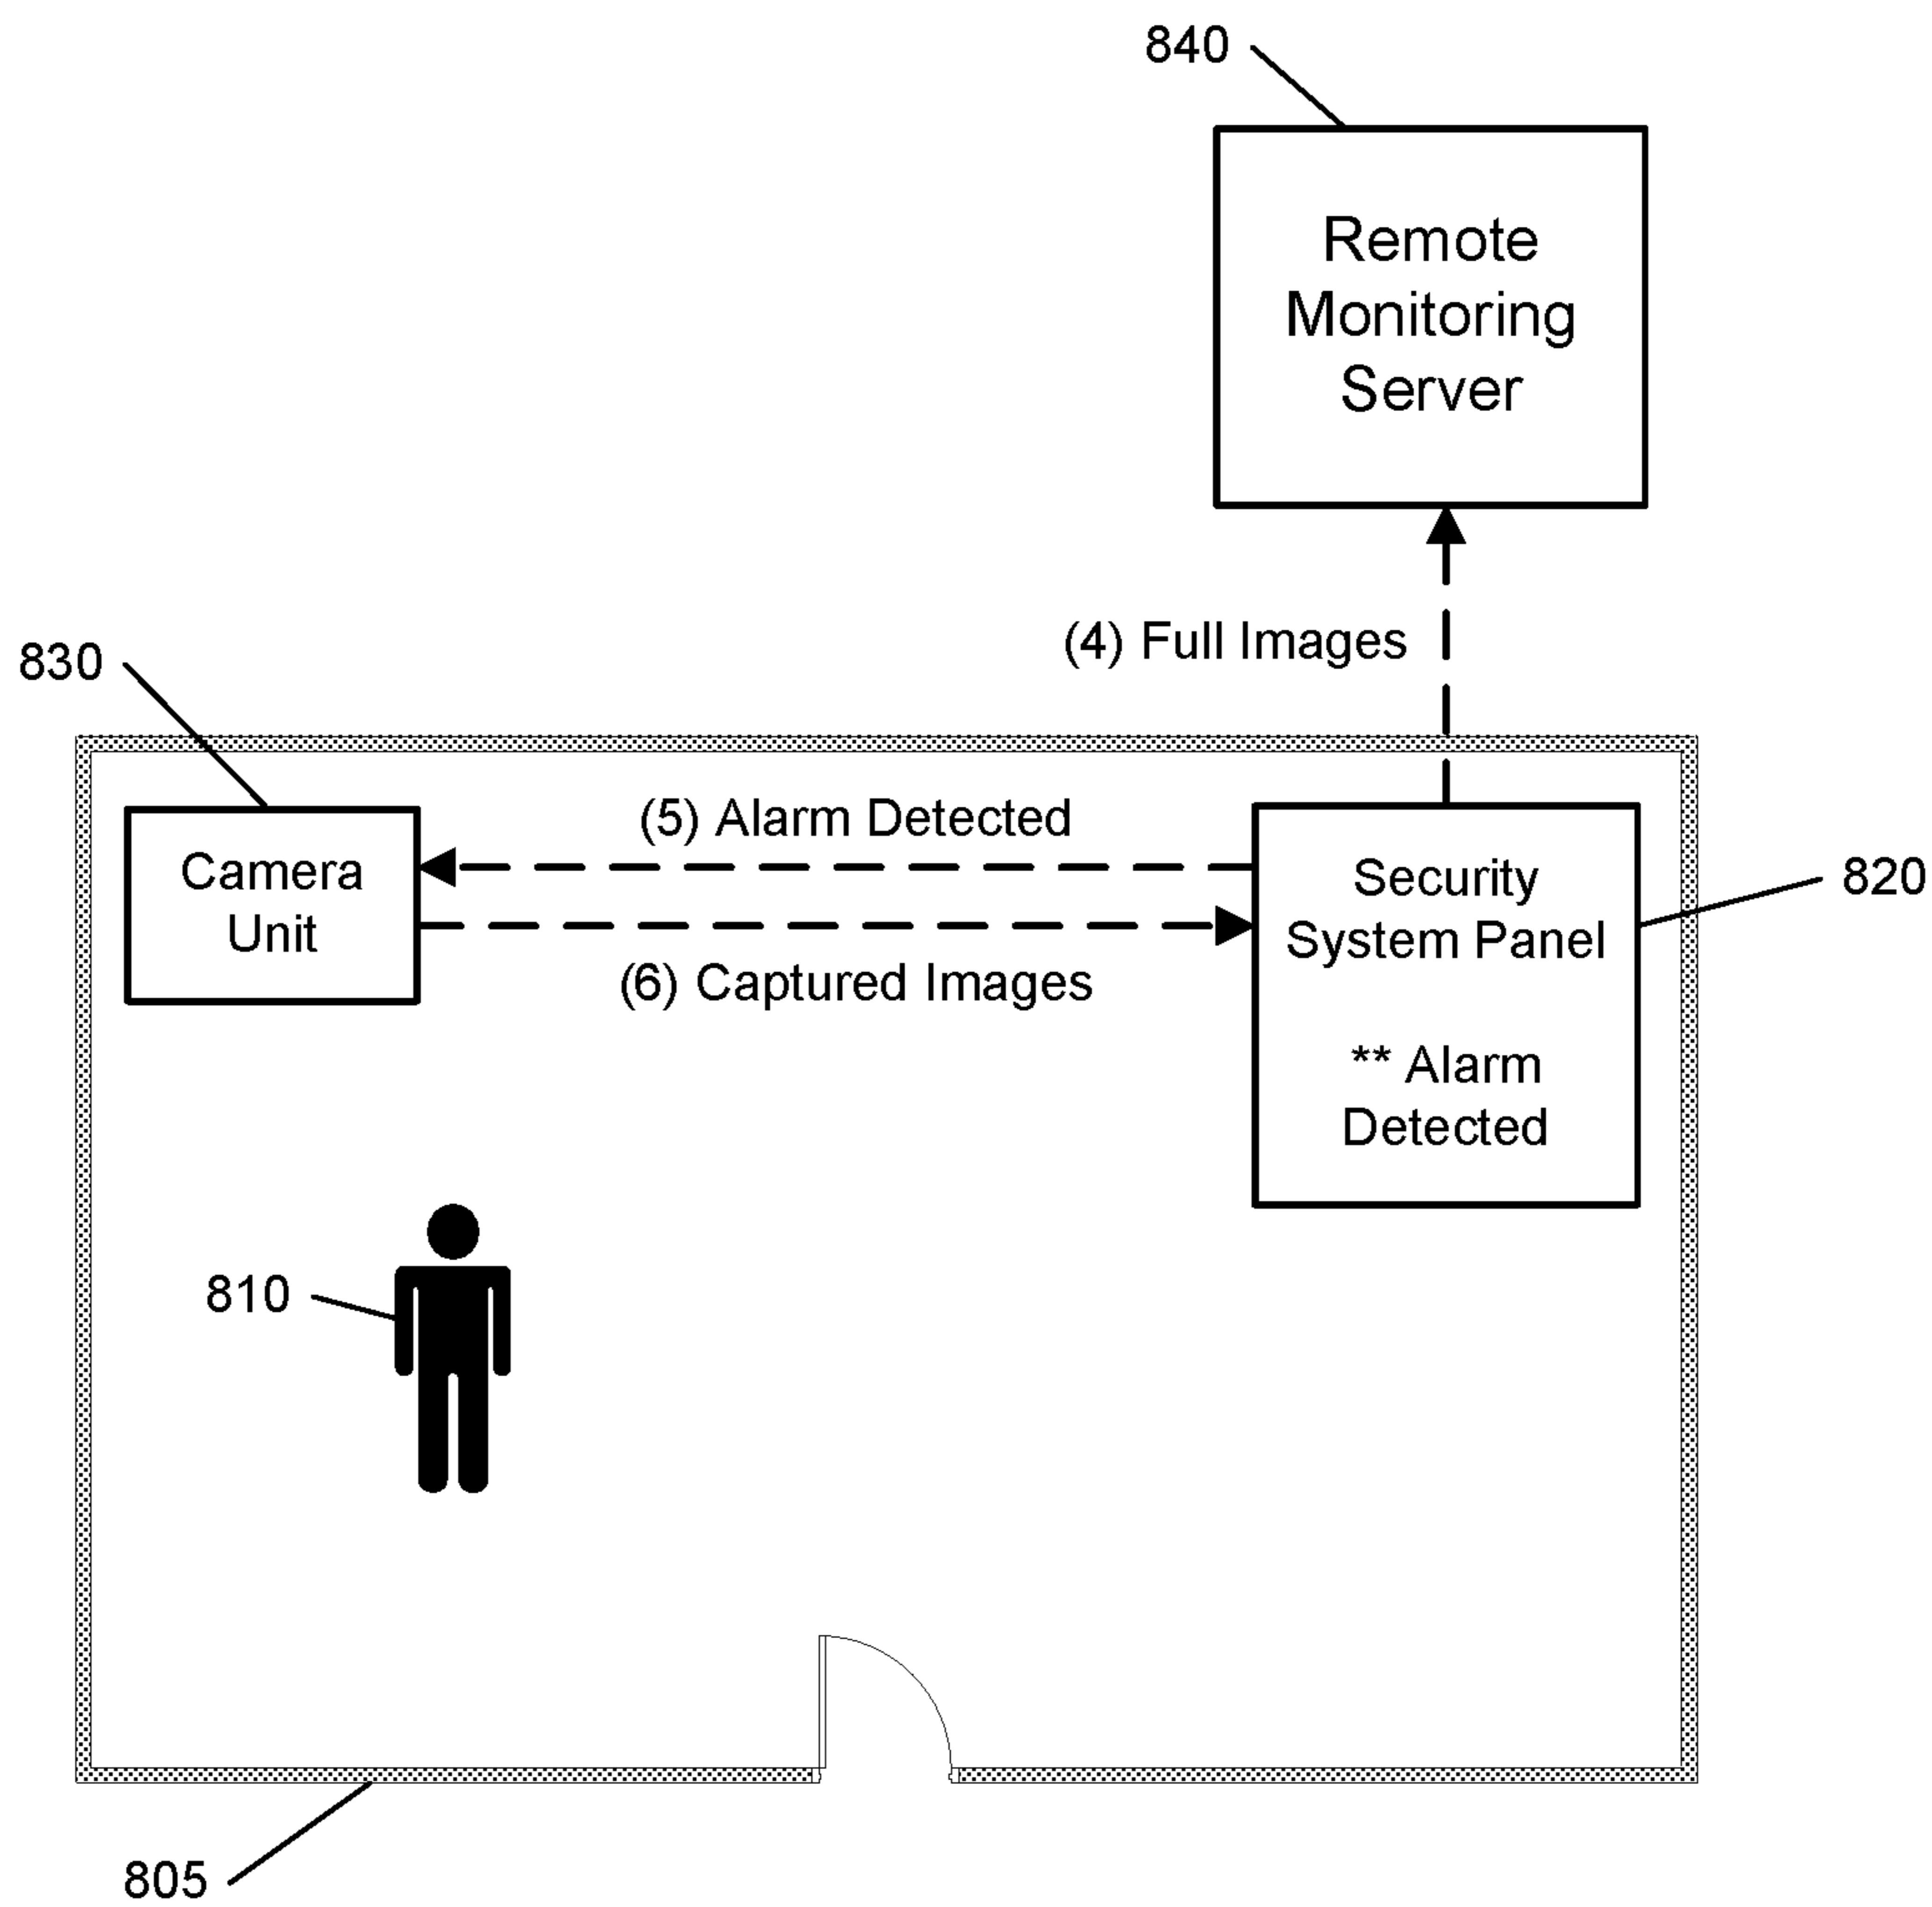 840
Remote
Monitoring
Server
(4) Full Images
830
(5) Alarm Detected
Camera
Unit
(6) Captured Images
Security
System Panel
** Alarm
Detected
820
810
805